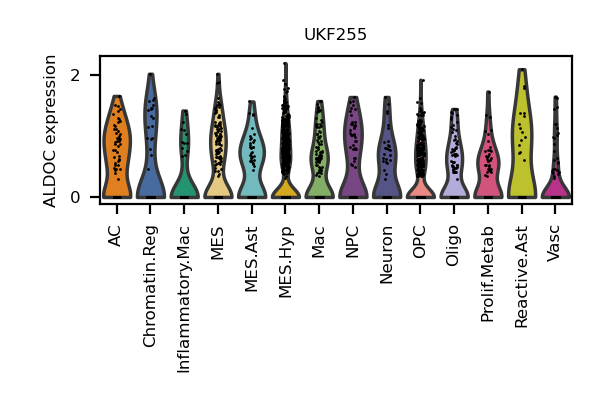 UKF255
ALDOC expression
2
0
AC
Chromatin.Reg
Inflammatory.Mac
MES
MES.Ast
MES.Hyp
Mac
NPC
Neuron
OPC
Oligo
Prolif.Metab
Reactive.Ast
Vasc